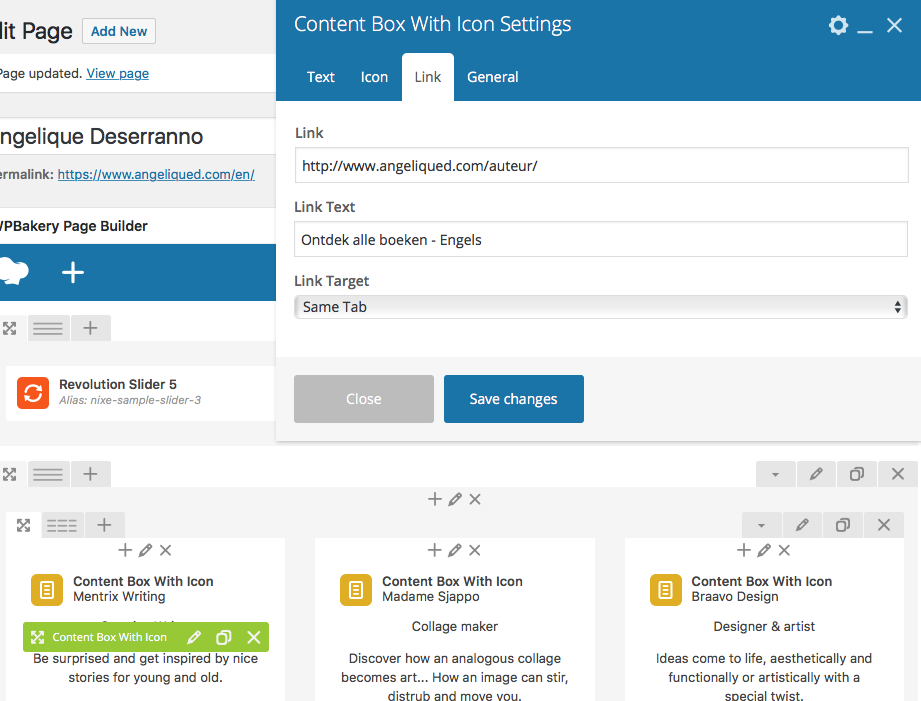 lit Page Add New
Page updated. View page
ngelique Deserranno
ermalink: https://www.angeliqued.com/en/
WPBakery Page Builder
Revolution Slider 5
Alias: nixe-sample-slider-3
Content Box With Icon Settings
Text Icon Link General
Link
http://www.angeliqued.com/auteur/
Link Text
Ontdek alle boeken - Engels
Link Target
Same Tab
Close Save changes
Content Box With Icon
Mentrix Writing
Content Box With Icon
Be surprised and get inspired by nice
stories for young and old.
Content Box With Icon
Madame Sjappo
Collage maker
Discover how an analogous collage
becomes art... How an image can stir,
distrub and move you.
Content Box With Icon
Braavo Design
Designer & artist
Ideas come to life, aesthetically and
functionally or artistically with a
special twist.